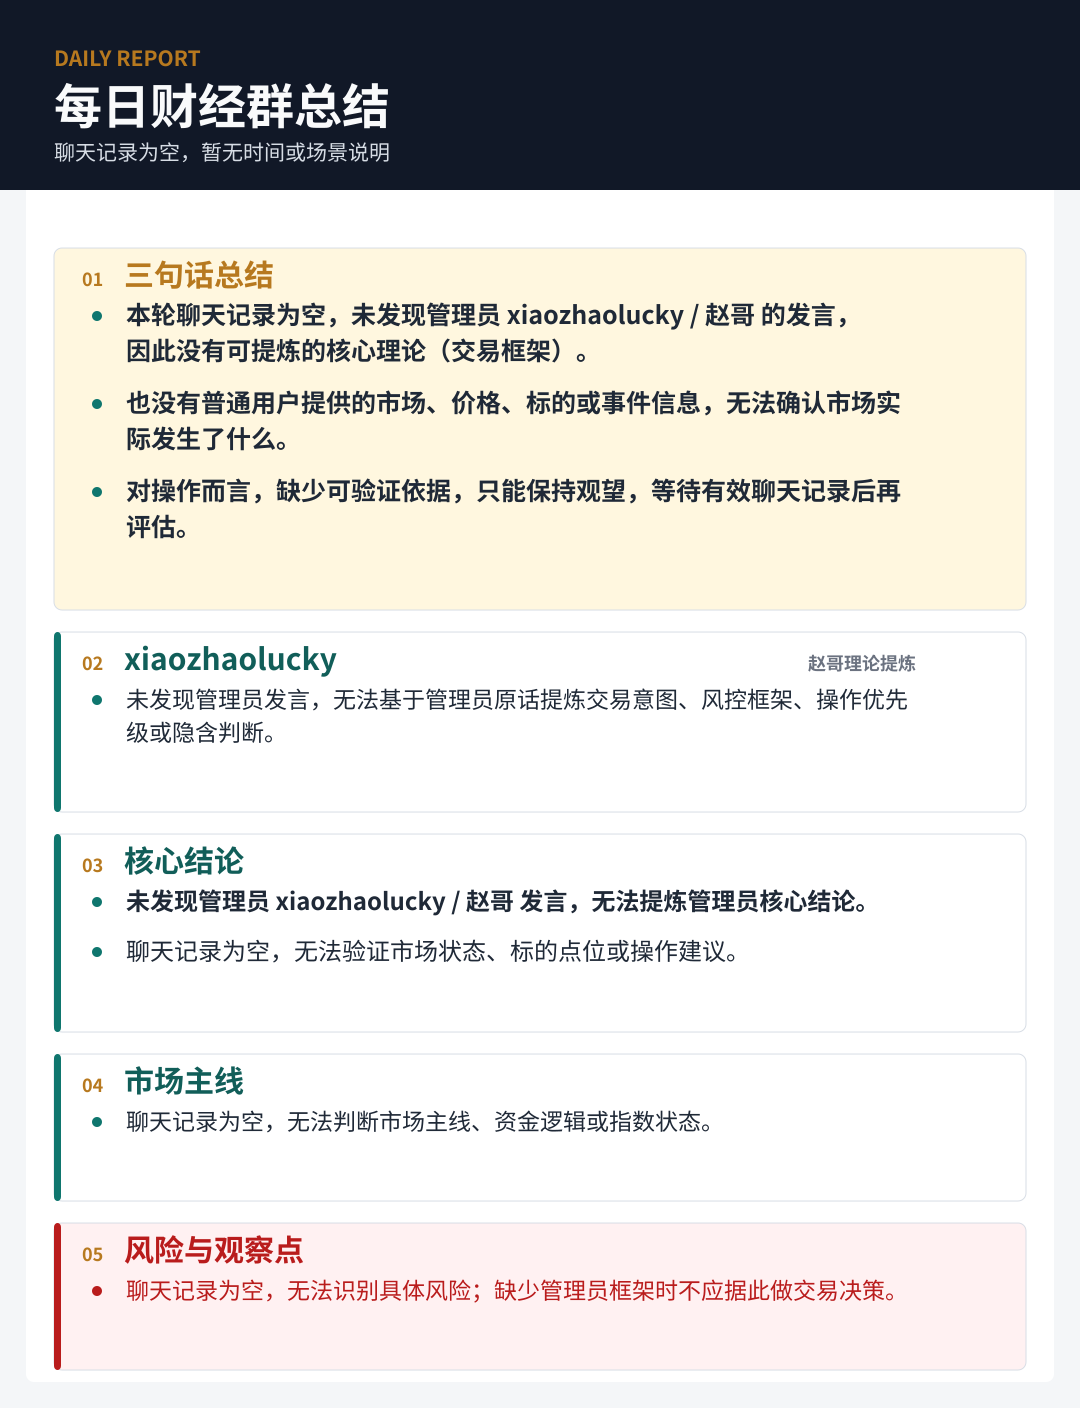 DAILY REPORT
每日财经群总结
聊天记录为空，暂无时间或场景说明
01 三句话总结
本轮聊天记录为空，未发现管理员 xiaozhaolucky / 赵哥 的发言，
因此没有可提炼的核心理论（交易框架）。
也没有普通用户提供的市场、价格、标的或事件信息，无法确认市场实
际发生了什么。
对操作而言，缺少可验证依据，只能保持观望，等待有效聊天记录后再
评估。
02 xiaozhaolucky 赵哥理论提炼
未发现管理员发言，无法基于管理员原话提炼交易意图、风控框架、操作优先
级或隐含判断。
03 核心结论
未发现管理员 xiaozhaolucky / 赵哥 发言，无法提炼管理员核心结论。
聊天记录为空，无法验证市场状态、标的点位或操作建议。
04 市场主线
聊天记录为空，无法判断市场主线、资金逻辑或指数状态。
05 风险与观察点
聊天记录为空，无法识别具体风险；缺少管理员框架时不应据此做交易决策。